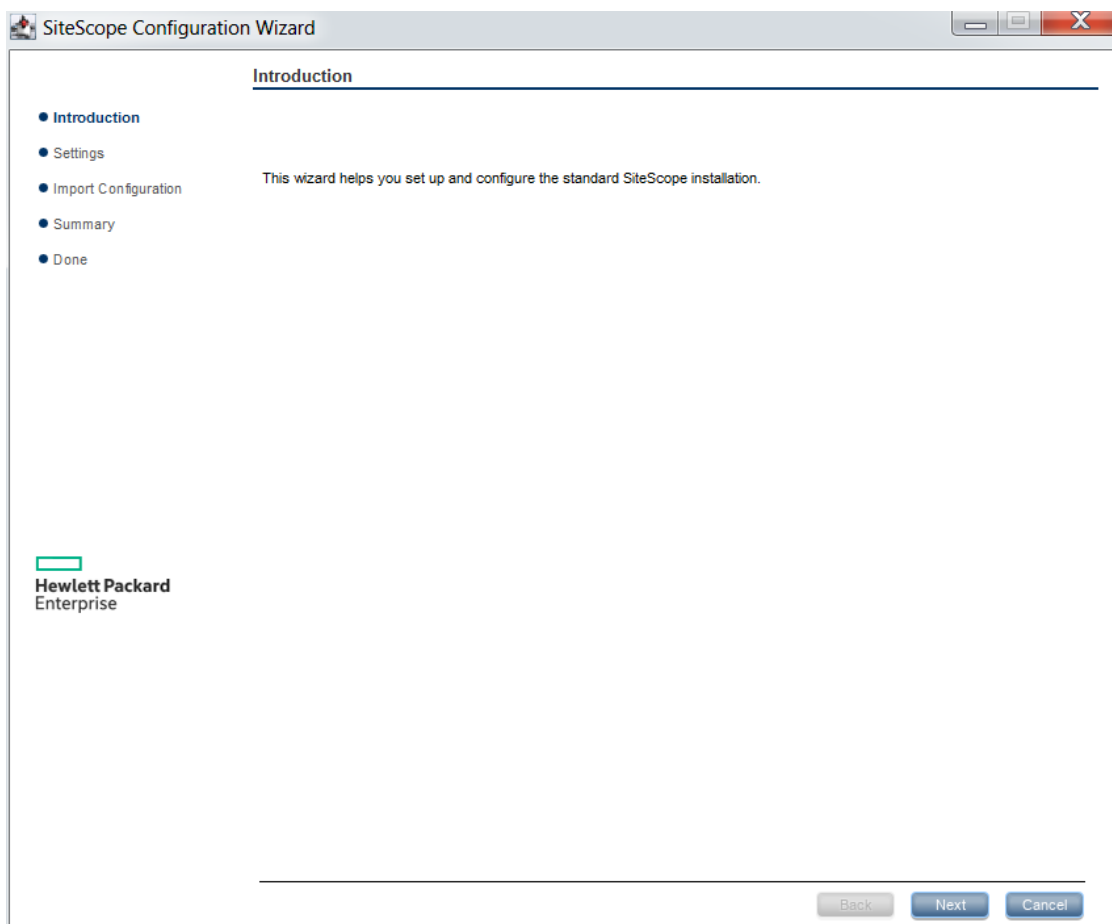 SiteScope Configuration Wizard
Introduction
Introduction
Settings
Import Configuration
Summary
Done
This wizard helps you set up and configure the standard SiteScope installation.
Hewlett Packard
Enterprise
Back
Next
Cancel